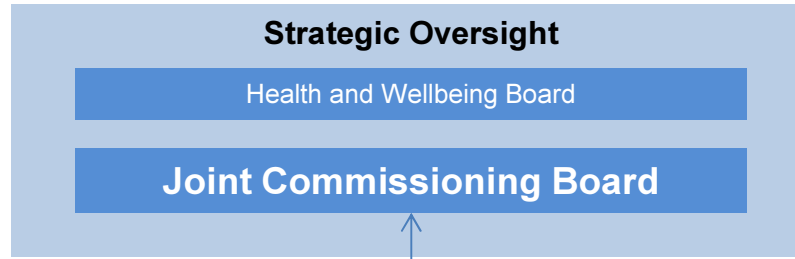 Strategic Oversight
Health and Wellbeing Board
Joint Commissioning Board